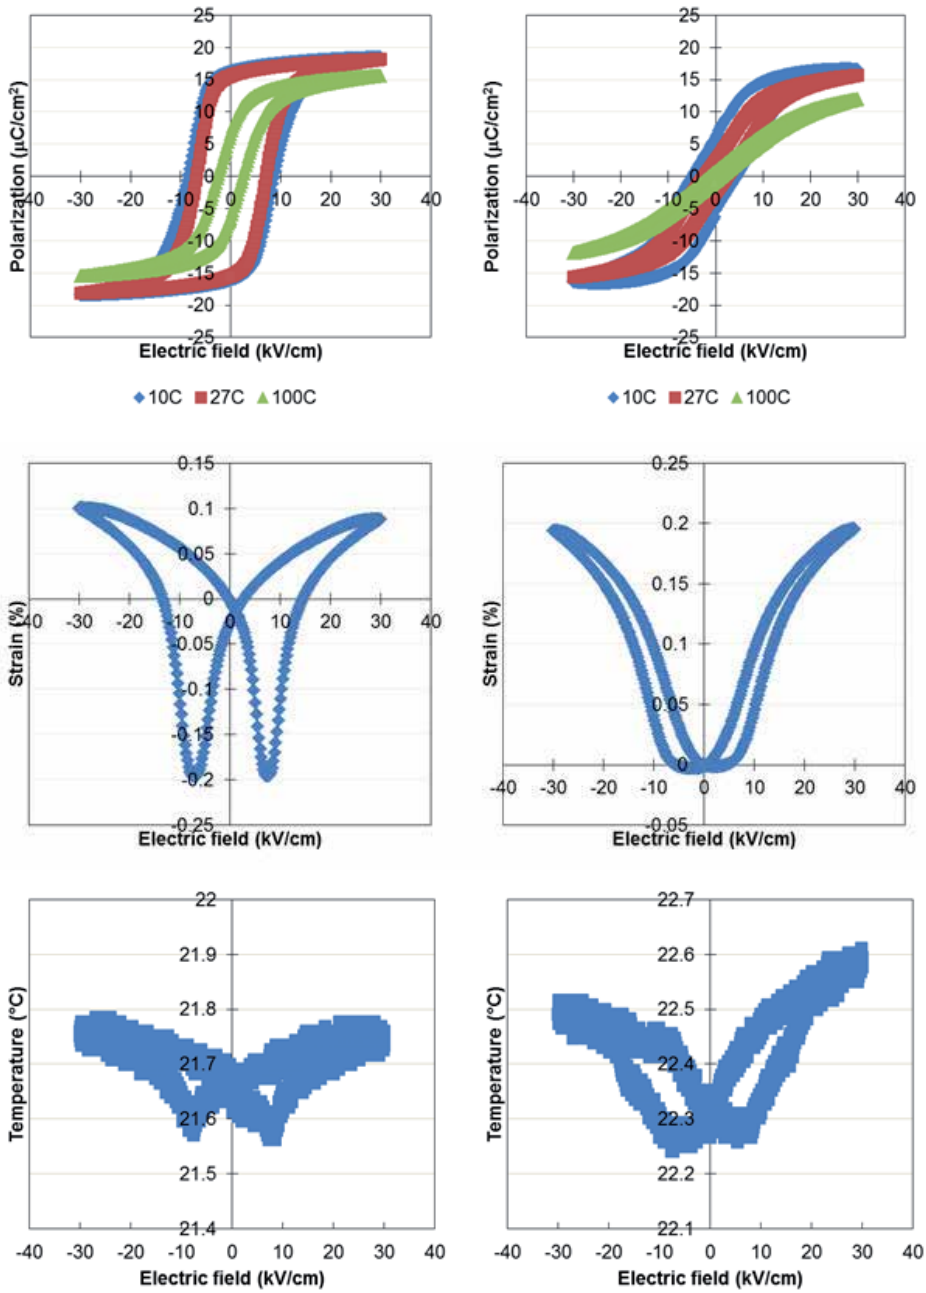 25
20
15
10
5
0
-5
-10
-15
-20
-25
-40 -30 -20 -10 0 10 20 30 40
Polarization (µC/cm²)
Electric field (kV/cm)
10C 27C 100C
25
20
15
10
5
0
-5
-10
-15
-20
-25
-40 -30 -20 -10 0 10 20 30 40
Polarization (µC/cm²)
Electric field (kV/cm)
10C 27C 100C
0.15
0.1
0.05
0
-0.05
-0.1
-0.15
-0.2
-0.25
-40 -30 -20 -10 0 10 20 30 40
Strain (%)
Electric field (kV/cm)
0.25
0.2
0.15
0.1
0.05
0
-0.05
-40 -30 -20 -10 0 10 20 30 40
Strain (%)
Electric field (kV/cm)
22
21.9
21.8
21.7
21.6
21.5
21.4
-40 -30 -20 -10 0 10 20 30 40
Temperature (°C)
Electric field (kV/cm)
22.7
22.6
22.5
22.4
22.3
22.2
22.1
-40 -30 -20 -10 0 10 20 30 40
Temperature (°C)
Electric field (kV/cm)